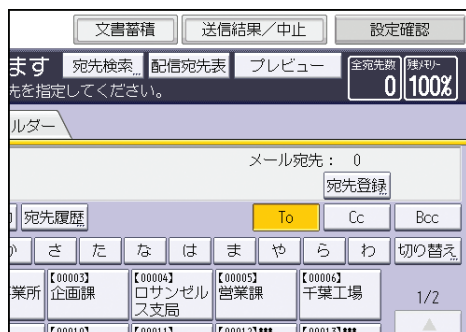 文書蓄積 送信結果／中止 設定確認
ます 宛先検索... 配信宛先表 プレビュー 全宛先数 残メモリー
先を指定してください。 0 100%
ルダー
メール宛先： 0
宛先登録
宛先履歴 To Cc Bcc
か さ た な は ま や ら わ 切り替え
【00003】 【00004】 【00005】 【00006】
業所 企画課 ロサンゼル 営業課 千葉工場 1/2
ス支局
【00010】 【00011】 【00012】 【00013】